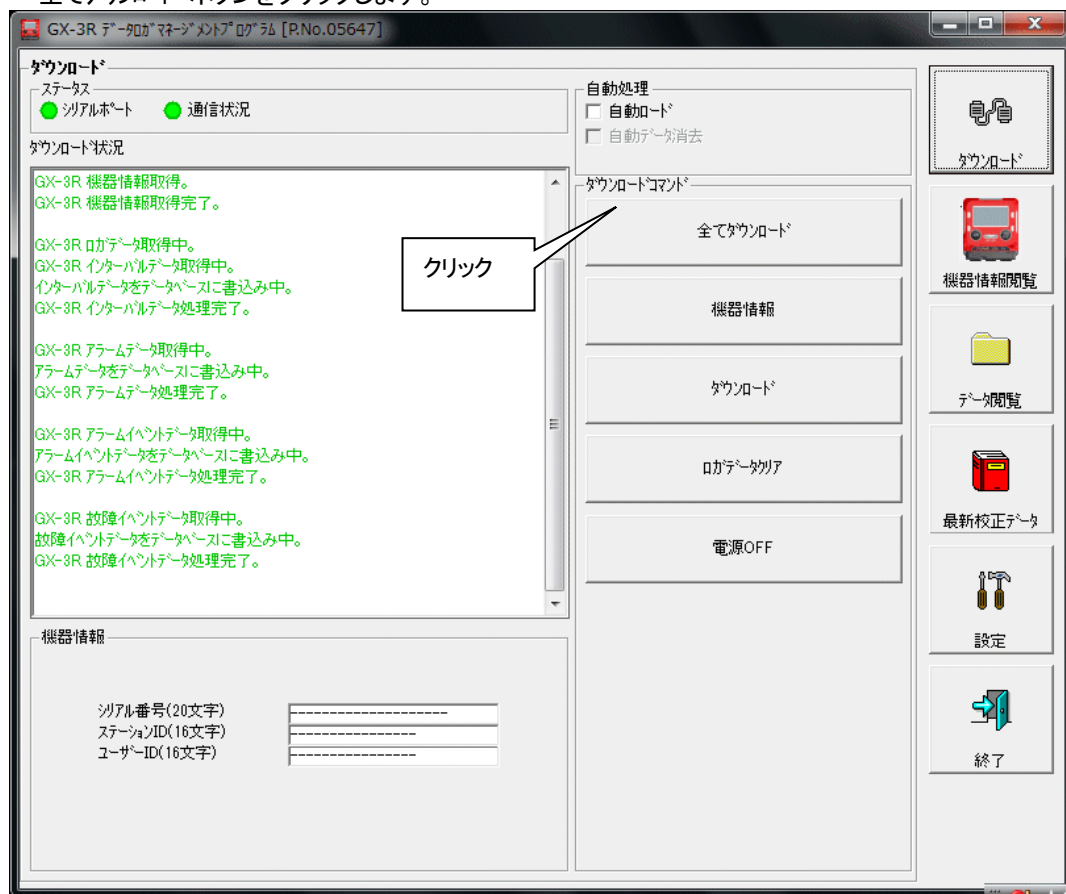 GX-3R ﾃﾞｰﾀﾛｶﾞﾏﾈｰｼﾞﾒﾝﾄﾌﾟﾛｸﾞﾗﾑ [P.No.05647]
ﾀﾞｳﾝﾛｰﾄﾞ
ｽﾃｰﾀｽ
ｼﾘｱﾙﾎﾟｰﾄ
通信状況
ﾀﾞｳﾝﾛｰﾄﾞ状況
GX-3R 機器情報取得。
GX-3R 機器情報取得完了。
GX-3R ﾛｶﾞﾃﾞｰﾀ取得中。
GX-3R ｲﾝﾀｰﾊﾞﾙﾃﾞｰﾀ取得中。
ｲﾝﾀｰﾊﾞﾙﾃﾞｰﾀをﾃﾞｰﾀﾍﾞｰｽに書込み中。
GX-3R ｲﾝﾀｰﾊﾞﾙﾃﾞｰﾀ処理完了。
GX-3R ｱﾗｰﾑﾃﾞｰﾀ取得中。
ｱﾗｰﾑﾃﾞｰﾀをﾃﾞｰﾀﾍﾞｰｽに書込み中。
GX-3R ｱﾗｰﾑﾃﾞｰﾀ処理完了。
GX-3R ｱﾗｰﾑｲﾍﾞﾝﾄﾃﾞｰﾀ取得中。
ｱﾗｰﾑｲﾍﾞﾝﾄﾃﾞｰﾀをﾃﾞｰﾀﾍﾞｰｽに書込み中。
GX-3R ｱﾗｰﾑｲﾍﾞﾝﾄﾃﾞｰﾀ処理完了。
GX-3R 故障ｲﾍﾞﾝﾄﾃﾞｰﾀ取得中。
故障ｲﾍﾞﾝﾄﾃﾞｰﾀをﾃﾞｰﾀﾍﾞｰｽに書込み中。
GX-3R 故障ｲﾍﾞﾝﾄﾃﾞｰﾀ処理完了。
クリック
機器情報
ｼﾘｱﾙ番号(20文字)
--------------------
ｽﾃｰｼｮﾝID(16文字)
----------------
ﾕｰｻﾞｰID(16文字)
----------------
自動処理
自動ﾛｰﾄﾞ
自動ﾃﾞｰﾀ消去
ﾀﾞｳﾝﾛｰﾄﾞｺﾏﾝﾄﾞ
全てﾀﾞｳﾝﾛｰﾄﾞ
機器情報
ﾀﾞｳﾝﾛｰﾄﾞ
ﾛｶﾞﾃﾞｰﾀｸﾘｱ
電源OFF
ﾀﾞｳﾝﾛｰﾄﾞ
機器情報閲覧
ﾃﾞｰﾀ閲覧
最新校正ﾃﾞｰﾀ
設定
終了